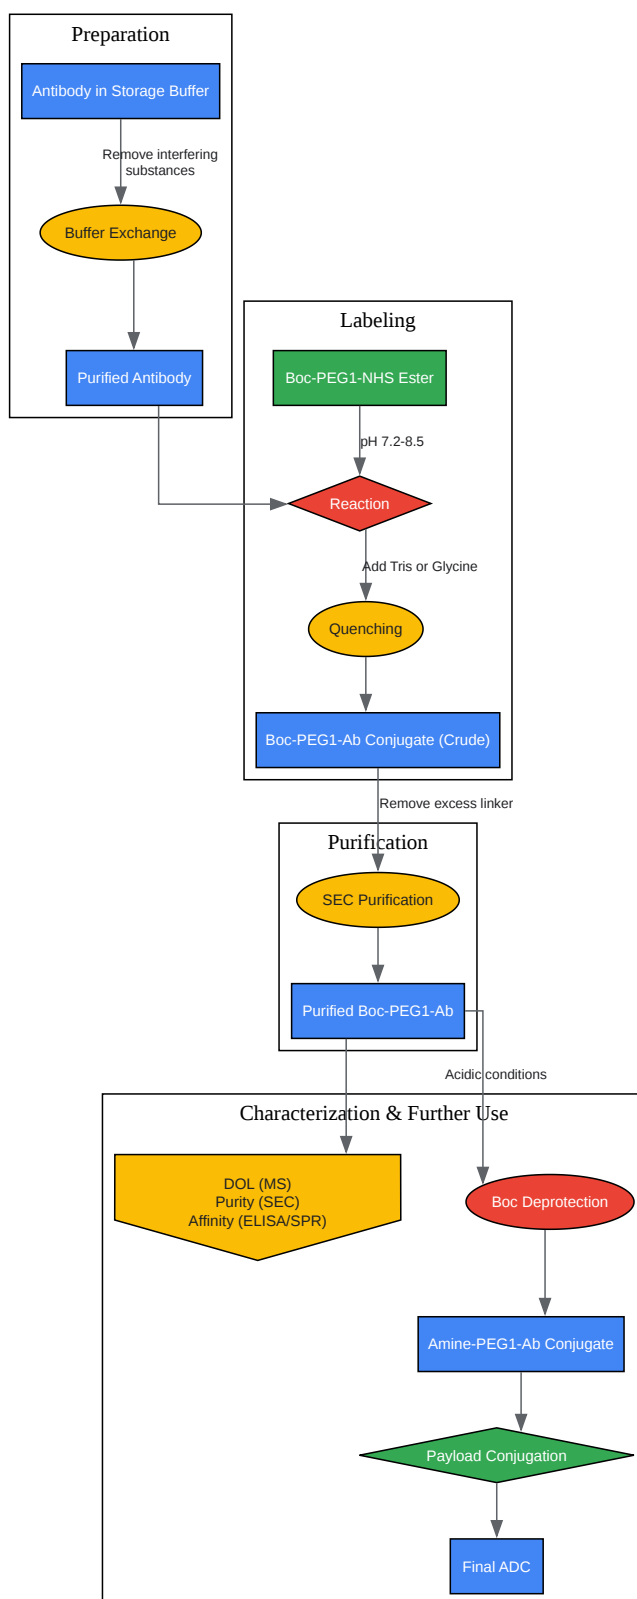 Preparation
Antibody in Storage Buffer
Remove interfering
substances
Buffer Exchange
Purified Antibody
Labeling
Boc-PEG1-NHS Ester
pH 7.2-8.5
Reaction
Add Tris or Glycine
Quenching
Boc-PEG1-Ab Conjugate (Crude)
Remove excess linker
Purification
SEC Purification
Purified Boc-PEG1-Ab
Acidic conditions
Characterization & Further Use
DOL (MS)
Purity (SEC)
Affinity (ELISA/SPR)
Boc Deprotection
Amine-PEG1-Ab Conjugate
Payload Conjugation
Final ADC